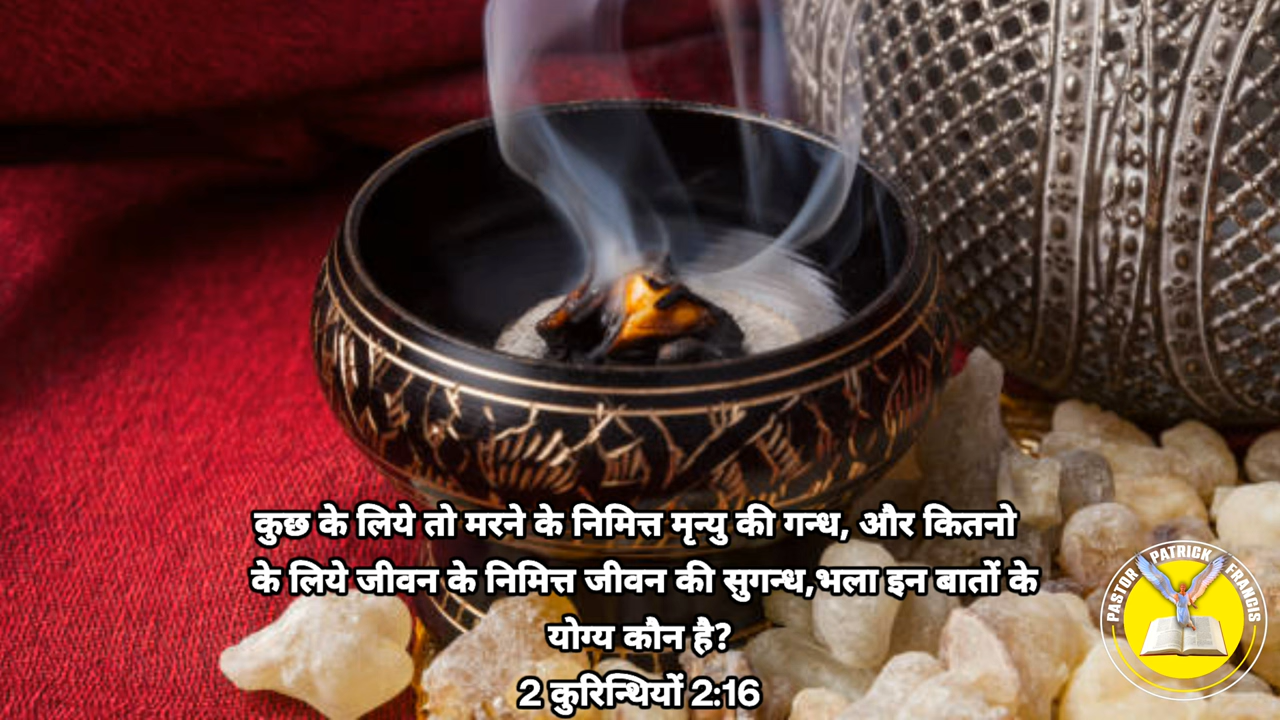 कुछ के लिये तो मरने के निमित्त मृन्यु की गन्ध, और कितनो
के लिये जीवन के निमित्त जीवन की सुगन्ध,भला इन बातों के
योग्य कौन है?
2 कुरिन्थियों 2:16
PASTOR PATRICK FRANCIS